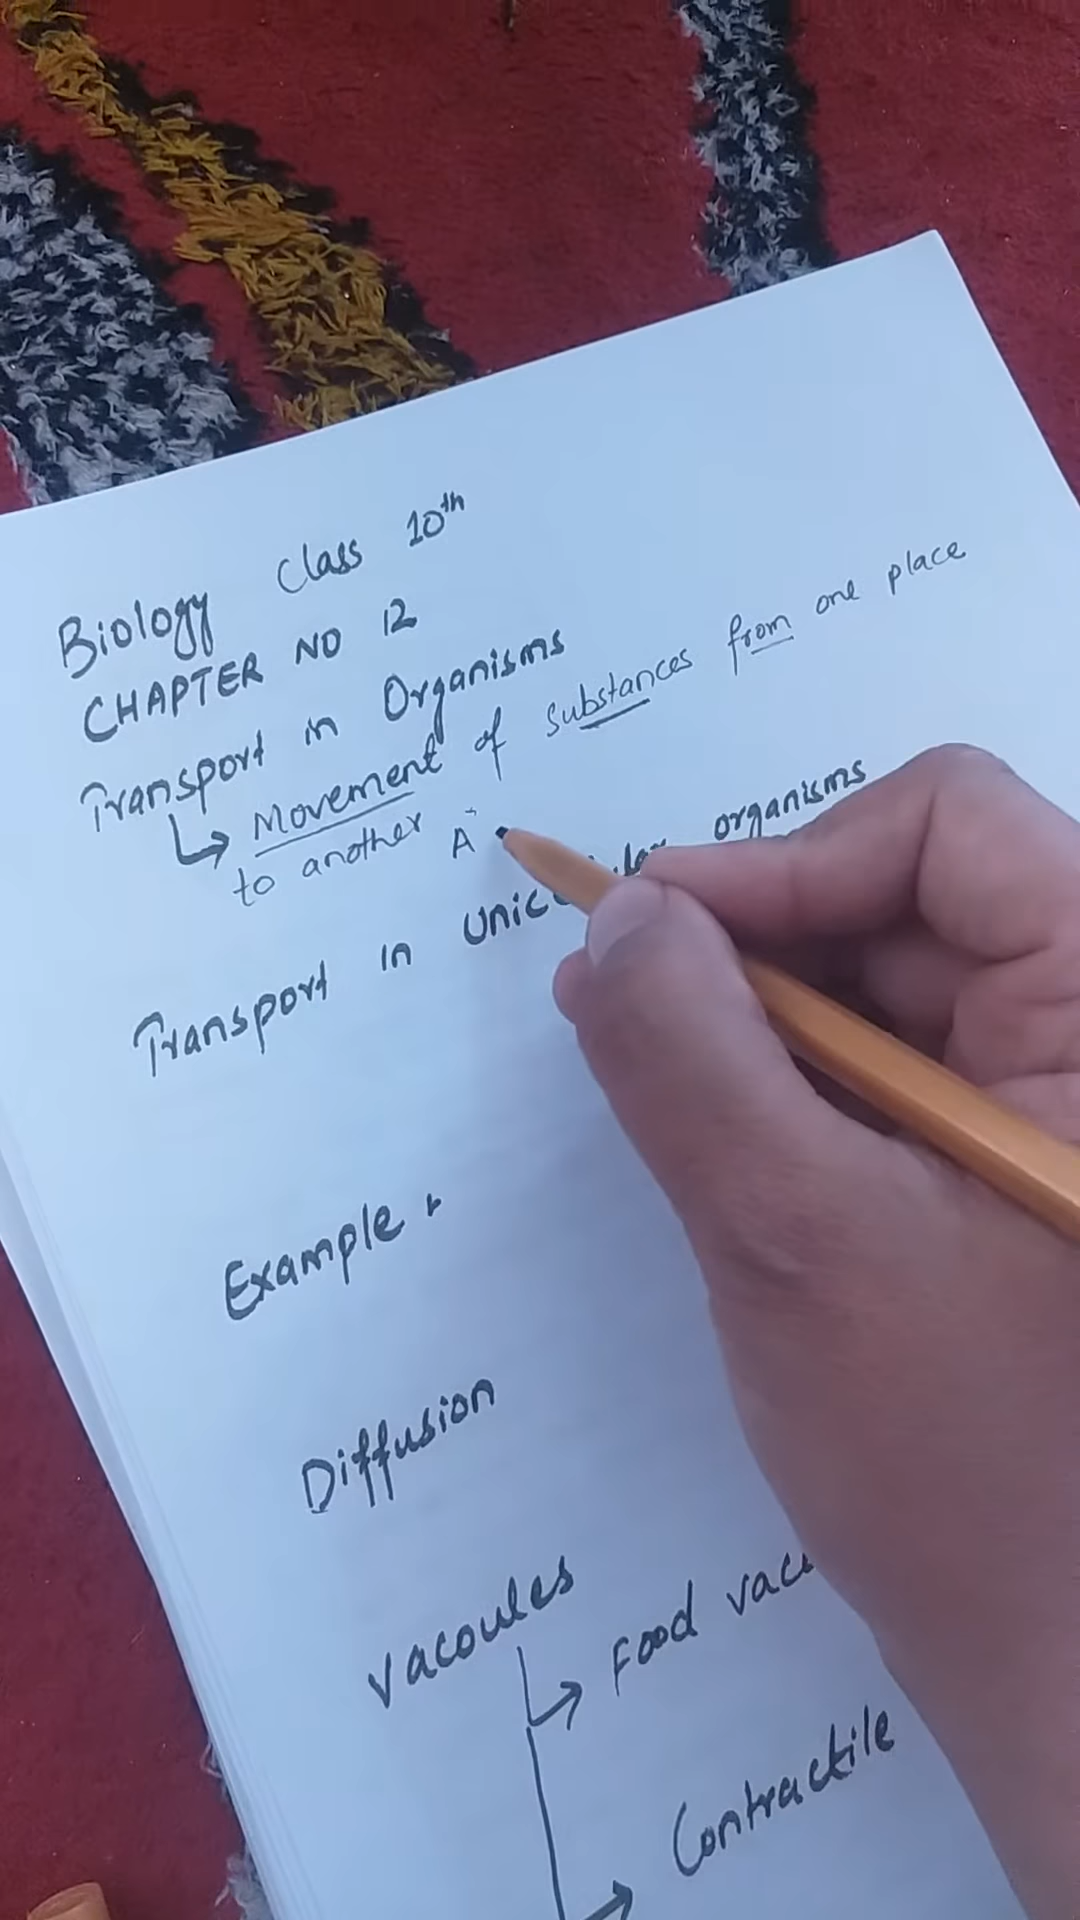 Biology Class 10th
CHAPTER NO 12
Transport in Organisms
Movement of substances from one place
to another A
Transport in organisms
Example
Diffusion
Vacoules
Food
Contractile